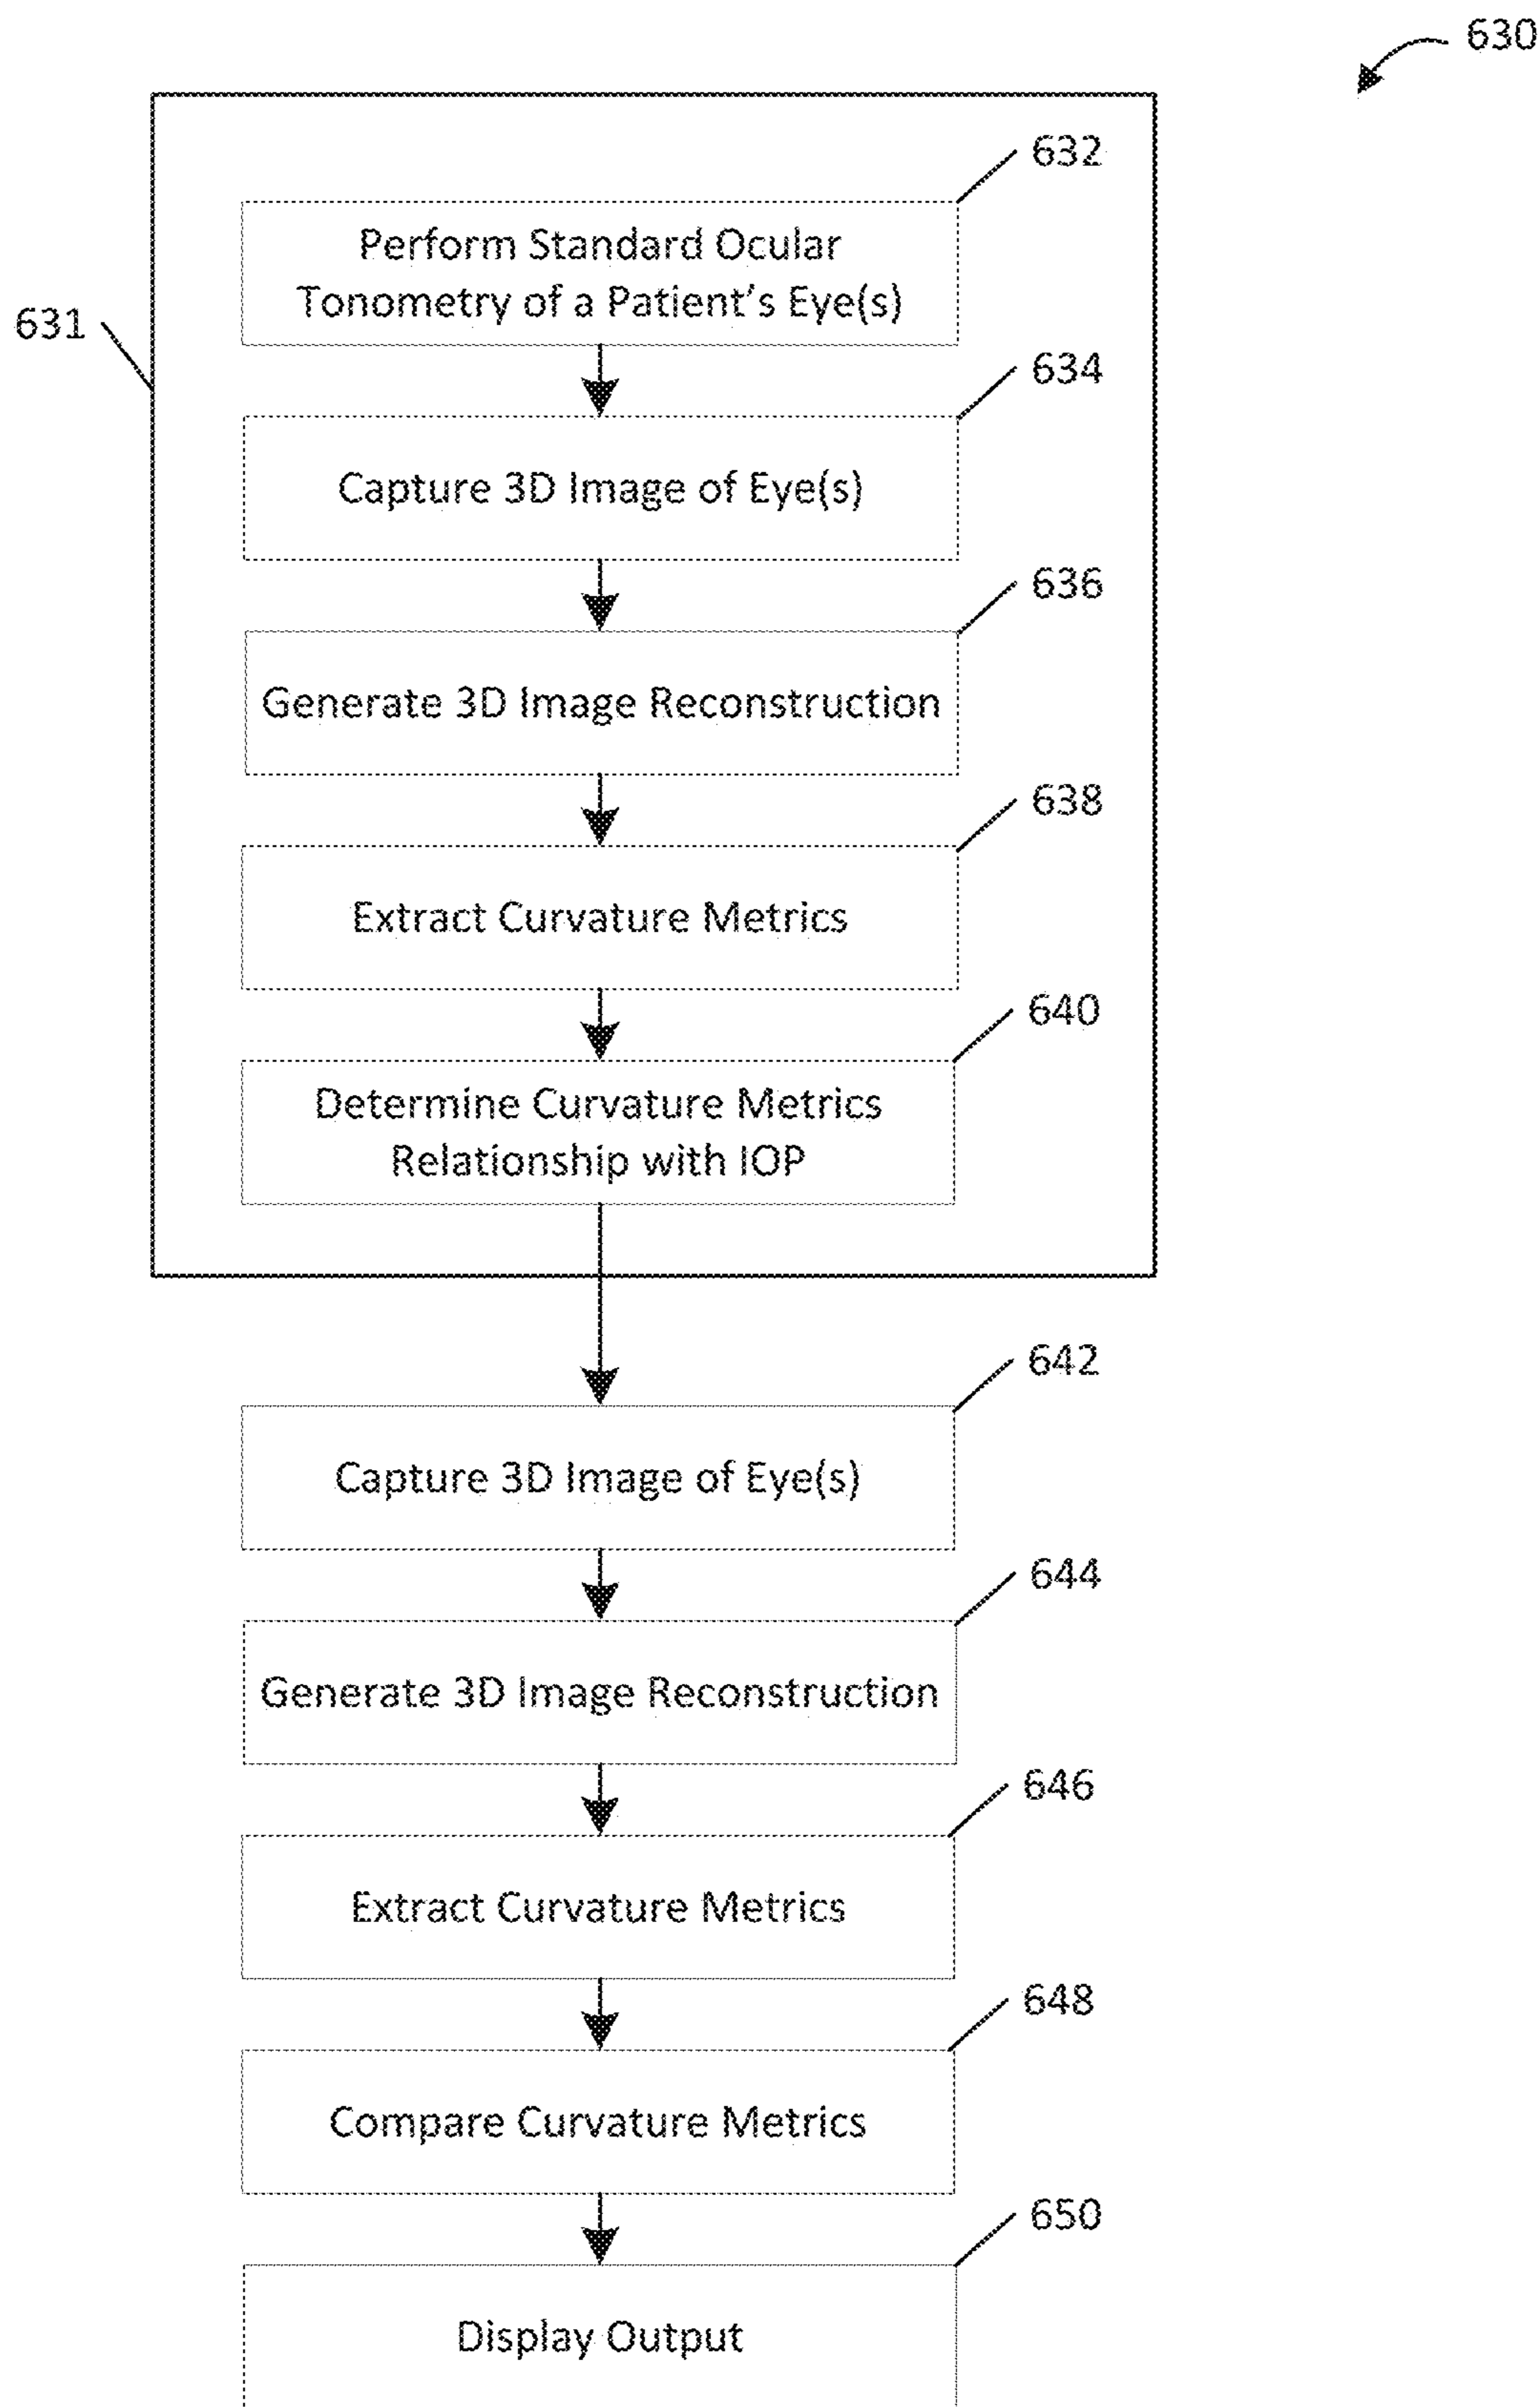 630
632
Perform Standard Ocular
Tonometry of a Patient's Eye(s)
631
634
Capture 3D Image of Eye(s)
636
Generate 3D Image Reconstruction
638
Extract Curvature Metrics
640
Determine Curvature Metrics
Relationship with IOP
642
Capture 3D Image of Eye(s)
644
Generate 3D Image Reconstruction
646
Extract Curvature Metrics
648
Compare Curvature Metrics
650
Display Output